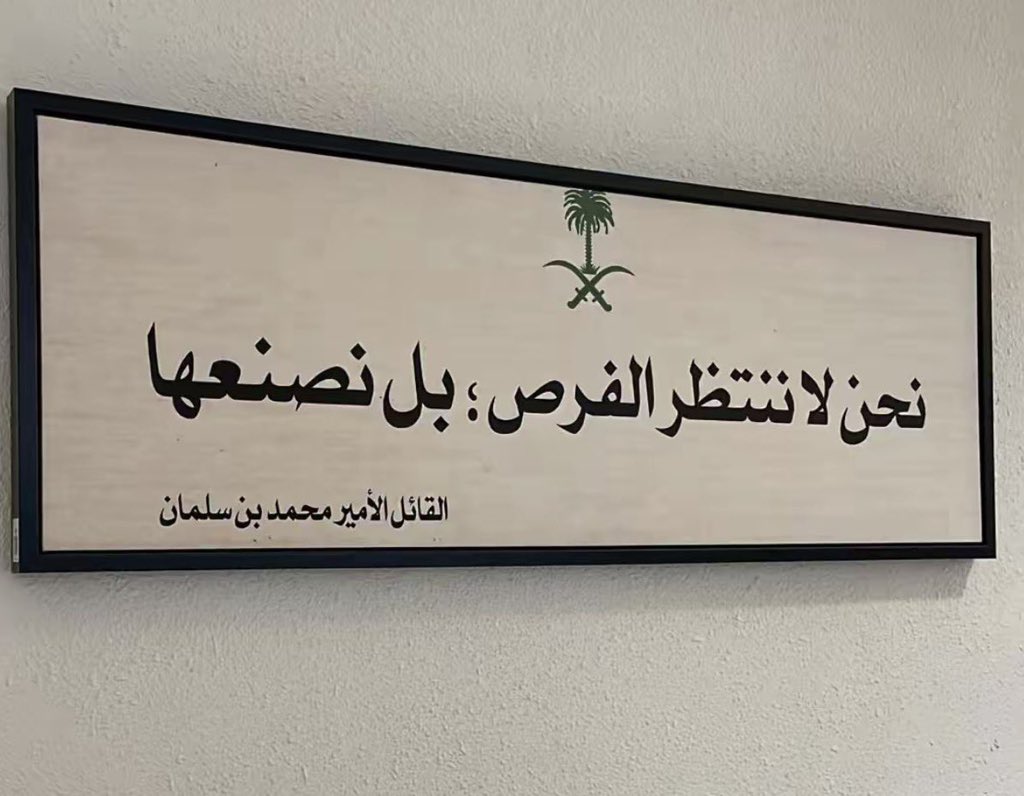 نحن لا ننتظر الفرص ؛ بل نصنعها
القائل الأمير محمد بن سلمان